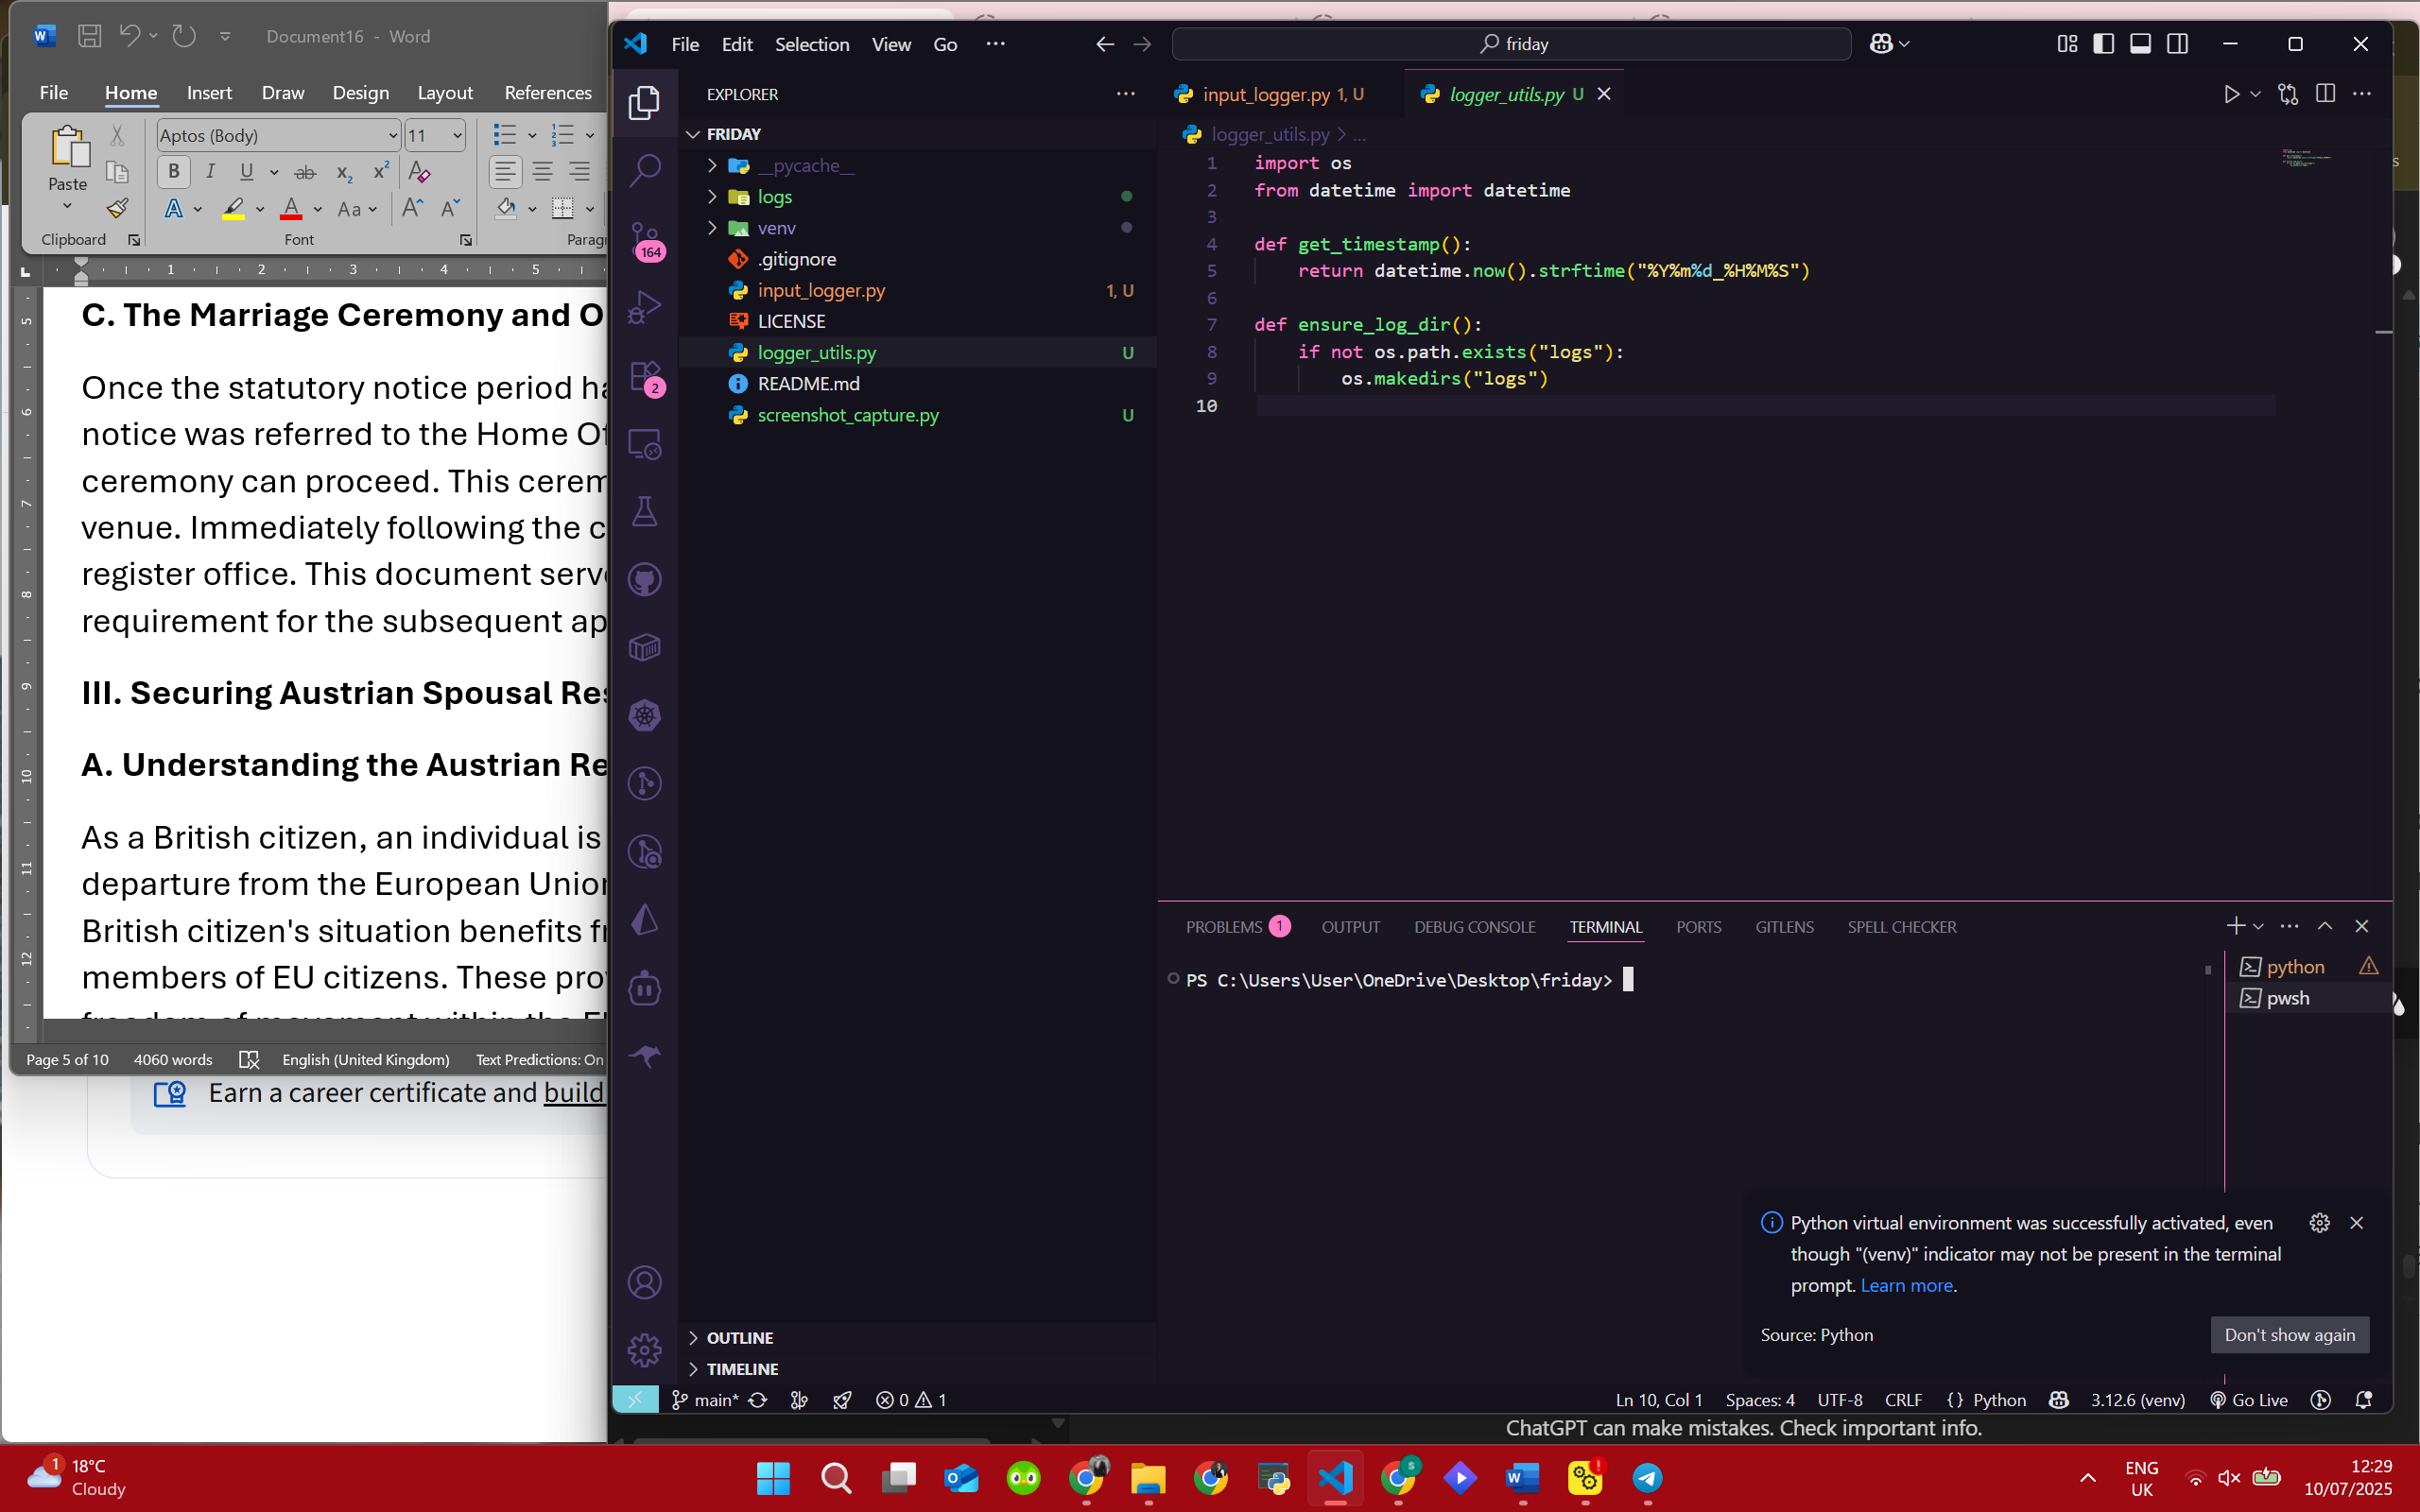 Document16 - Word
File Home Insert Draw Design Layout References
Paste
Clipboard
Aptos (Body) 11
Font
C. The Marriage Ceremony and O
Once the statutory notice period ha
notice was referred to the Home Of
ceremony can proceed. This cerem
venue. Immediately following the c
register office. This document serve
requirement for the subsequent ap
III. Securing Austrian Spousal Res
A. Understanding the Austrian Re
As a British citizen, an individual is
departure from the European Union
British citizen's situation benefits fr
members of EU citizens. These prov
Page 5 of 10 4060 words English (United Kingdom) Text Predictions: On
Earn a career certificate and build
File Edit Selection View Go ···
friday
EXPLORER
FRIDAY
__pycache__
logs
venv
.gitignore
input_logger.py 1, U
LICENSE
logger_utils.py U
README.md
screenshot_capture.py U
164
2
OUTLINE
TIMELINE
input_logger.py 1, U
logger_utils.py U
logger_utils.py > ...
1 import os
2 from datetime import datetime
3
4 def get_timestamp():
5 return datetime.now().strftime("%Y%m%d_%H%M%S")
6
7 def ensure_log_dir():
8 if not os.path.exists("logs"):
9 os.makedirs("logs")
10
PROBLEMS 1 OUTPUT DEBUG CONSOLE TERMINAL PORTS GITLENS SPELL CHECKER
PS C:\Users\User\OneDrive\Desktop\friday>
python
pwsh
Python virtual environment was successfully activated, even
though "(venv)" indicator may not be present in the terminal
prompt. Learn more.
Source: Python
Don't show again
main* 0 1
Ln 10, Col 1 Spaces: 4 UTF-8 CRLF {} Python 3.12.6 (venv) Go Live
ChatGPT can make mistakes. Check important info.
1 18°C
Cloudy
ENG
UK
12:29
10/07/2025